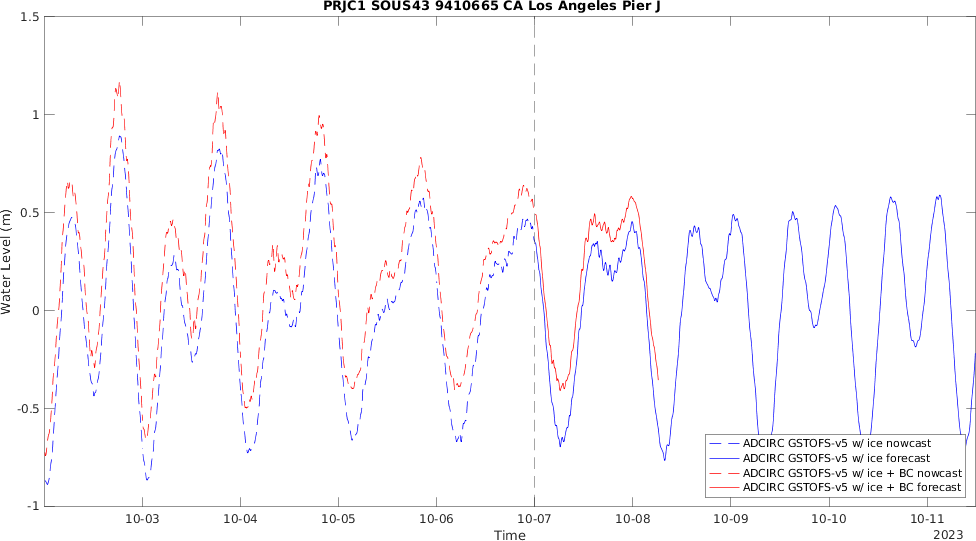 PRJC1 SOUS43 9410665 CA Los Angeles Pier J
1.5
1
0.5
0
-0.5
-1
Water Level (m)
10-03 10-04 10-05 10-06 10-07 10-08 10-09 10-10 10-11
Time
2023
ADCIRC GSTOFS-v5 w/ ice nowcast
ADCIRC GSTOFS-v5 w/ ice forecast
ADCIRC GSTOFS-v5 w/ ice + BC nowcast
ADCIRC GSTOFS-v5 w/ ice + BC forecast